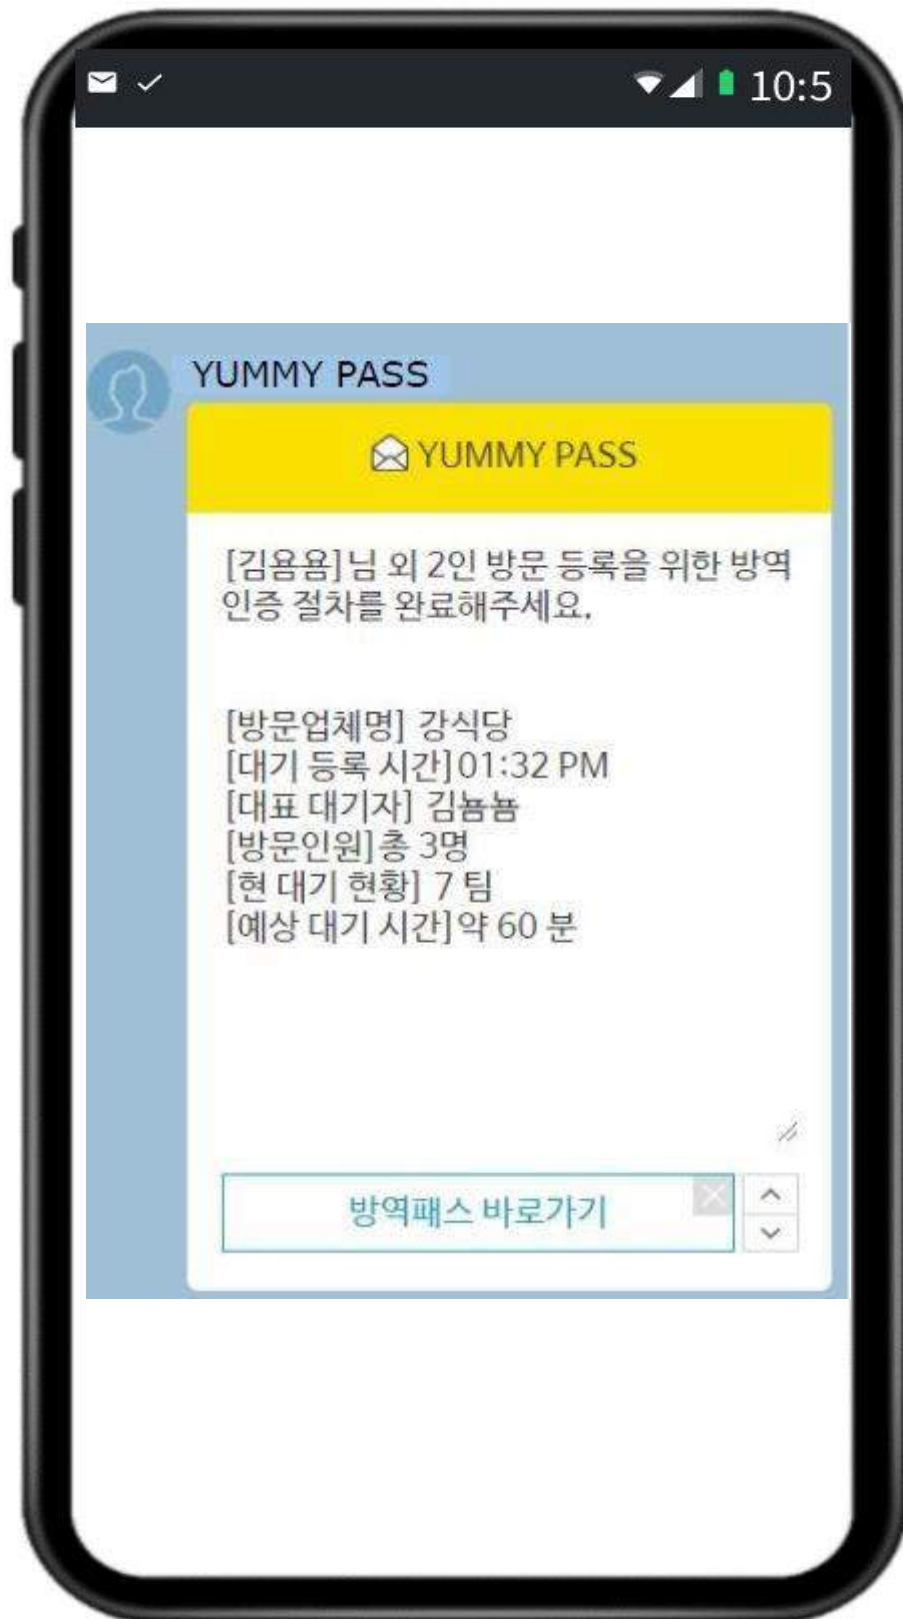 10:5
YUMMY PASS
YUMMY PASS
[김욤욤]님 외 2인 방문 등록을 위한 방역
인증 절차를 완료해주세요.
[방문업체명] 강식당
[대기 등록 시간]01:32 PM
[대표 대기자] 김뇸뇸
[방문인원]총 3명
[현 대기 현황] 7 팀
[예상 대기 시간]약 60 분
방역패스 바로가기